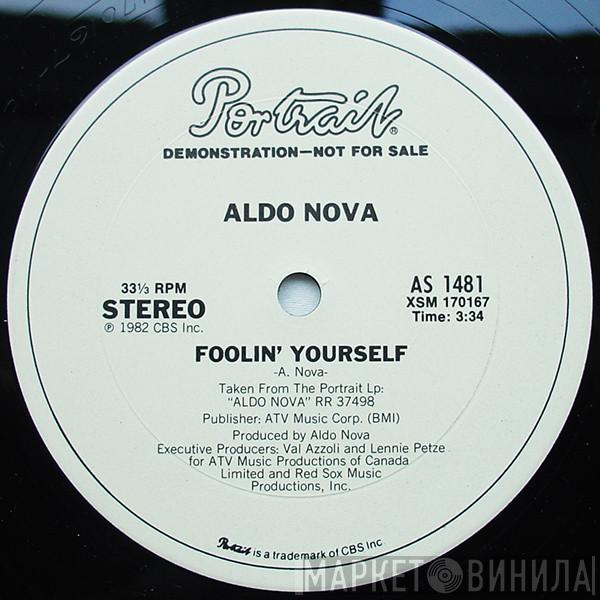 Portrait®
DEMONSTRATION—NOT FOR SALE
ALDO NOVA
33⅓ RPM
STEREO
℗ 1982 CBS Inc.
AS 1481
XSM 170167
Time: 3:34
FOOLIN' YOURSELF
-A. Nova-
Taken From The Portrait Lp:
"ALDO NOVA" RR 37498
Publisher: ATV Music Corp. (BMI)
Produced by Aldo Nova
Executive Producers: Val Azzoli and Lennie Petze
for ATV Music Productions of Canada
Limited and Red Sox Music
Productions, Inc.
Portrait is a trademark of CBS Inc.
МАРКЕТ ВИНИЛА